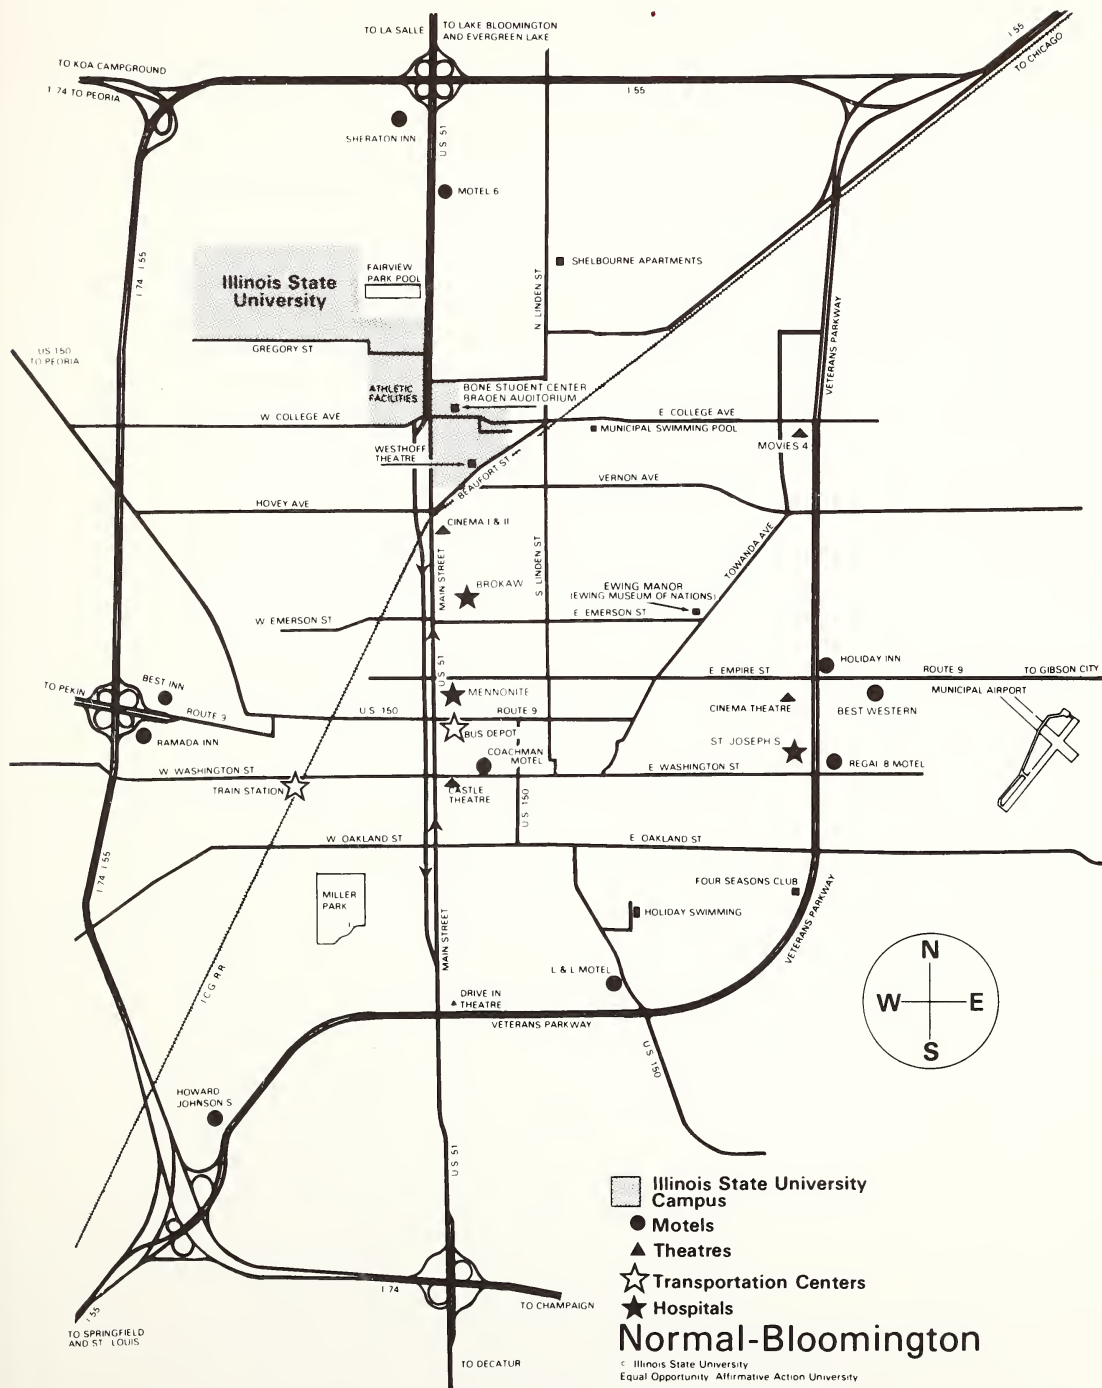 TO LA SALLE
TO LAKE BLOOMINGTON
AND EVERGREEN LAKE
I 55
TO CHICAGO
TO KOA CAMPGROUND
I 74 TO PEORIA
I 55
SHERATON INN
US 51
MOTEL 6
I 74 I 55
Illinois State
University
FAIRVIEW
PARK POOL
SHELBOURNE APARTMENTS
N LINDEN ST
VETERANS PARKWAY
US 150
TO PEORIA
GREGORY ST
ATHLETIC
FACILITIES
BONE STUDENT CENTER
BRADEN AUDITORIUM
W COLLEGE AVE
E COLLEGE AVE
MUNICIPAL SWIMMING POOL
MOVIES 4
WESTHOFF
THEATRE
BEAUFORT ST
VERNON AVE
HOVEY AVE
CINEMA I & II
MAIN STREET
S LINDEN ST
TOWANDA AVE
BROKAW
EWING MANOR
(EWING MUSEUM OF NATIONS)
W EMERSON ST
E EMERSON ST
US 51
HOLIDAY INN
E EMPIRE ST
ROUTE 9
TO GIBSON CITY
TO PEKIN
BEST INN
MENNONITE
MUNICIPAL AIRPORT
CINEMA THEATRE
BEST WESTERN
ROUTE 9
US 150
ROUTE 9
RAMADA INN
BUS DEPOT
ST JOSEPH S
COACHMAN
MOTEL
REGAL 8 MOTEL
W WASHINGTON ST
E WASHINGTON ST
TRAIN STATION
CASTLE
THEATRE
US 150
W OAKLAND ST
E OAKLAND ST
I 74 I 55
MILLER
PARK
FOUR SEASONS CLUB
HOLIDAY SWIMMING
VETERANS PARKWAY
MAIN STREET
ICG RR
L & L MOTEL
DRIVE IN
THEATRE
VETERANS PARKWAY
N
W E
S
US 150
HOWARD
JOHNSON S
US 51
Illinois State University
Campus
Motels
Theatres
Transportation Centers
Hospitals
I 74
TO CHAMPAIGN
I 55
TO SPRINGFIELD
AND ST LOUIS
TO DECATUR
Normal-Bloomington
c Illinois State University
Equal Opportunity Affirmative Action University